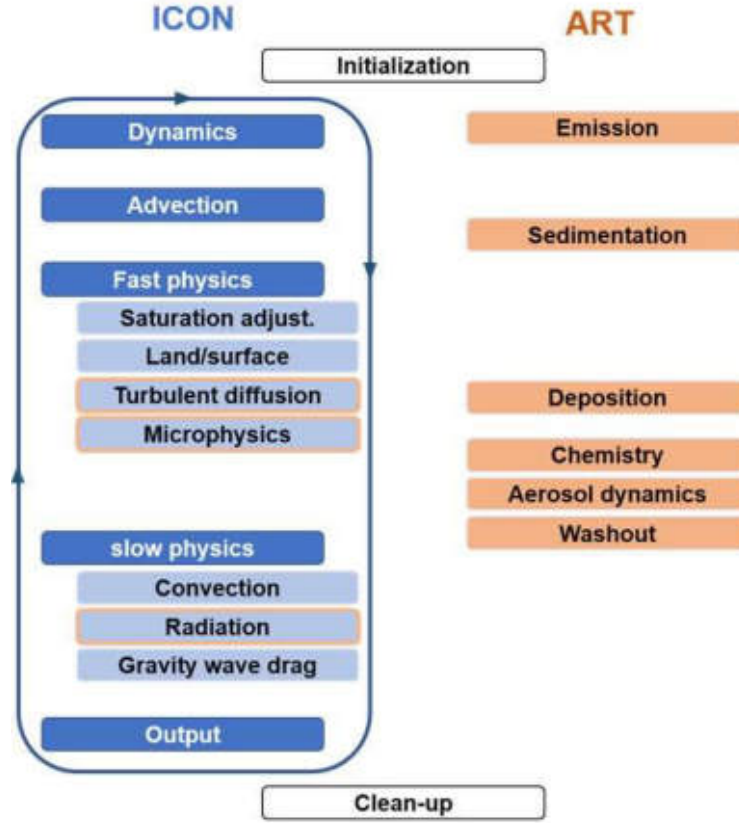 ICON
ART
Initialization
Dynamics
Emission
Advection
Sedimentation
Fast physics
Saturation adjust.
Land/surface
Turbulent diffusion
Deposition
Microphysics
Chemistry
Aerosol dynamics
Washout
slow physics
Convection
Radiation
Gravity wave drag
Output
Clean-up